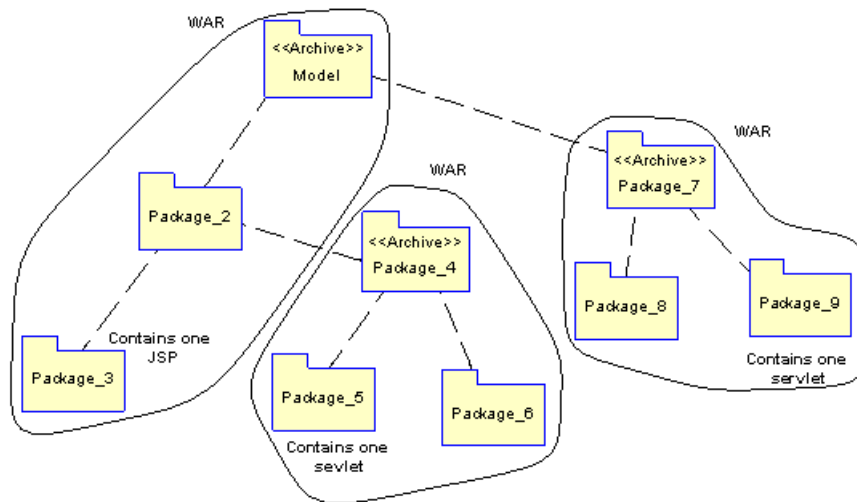 WAR
<<Archive>>
Model
WAR
<<Archive>>
Package_7
WAR
Package_2
<<Archive>>
Package_4
Package_8
Package_9
Contains one
JSP
Package_3
Contains one
servlet
Package_5
Package_6
Contains one
sevlet